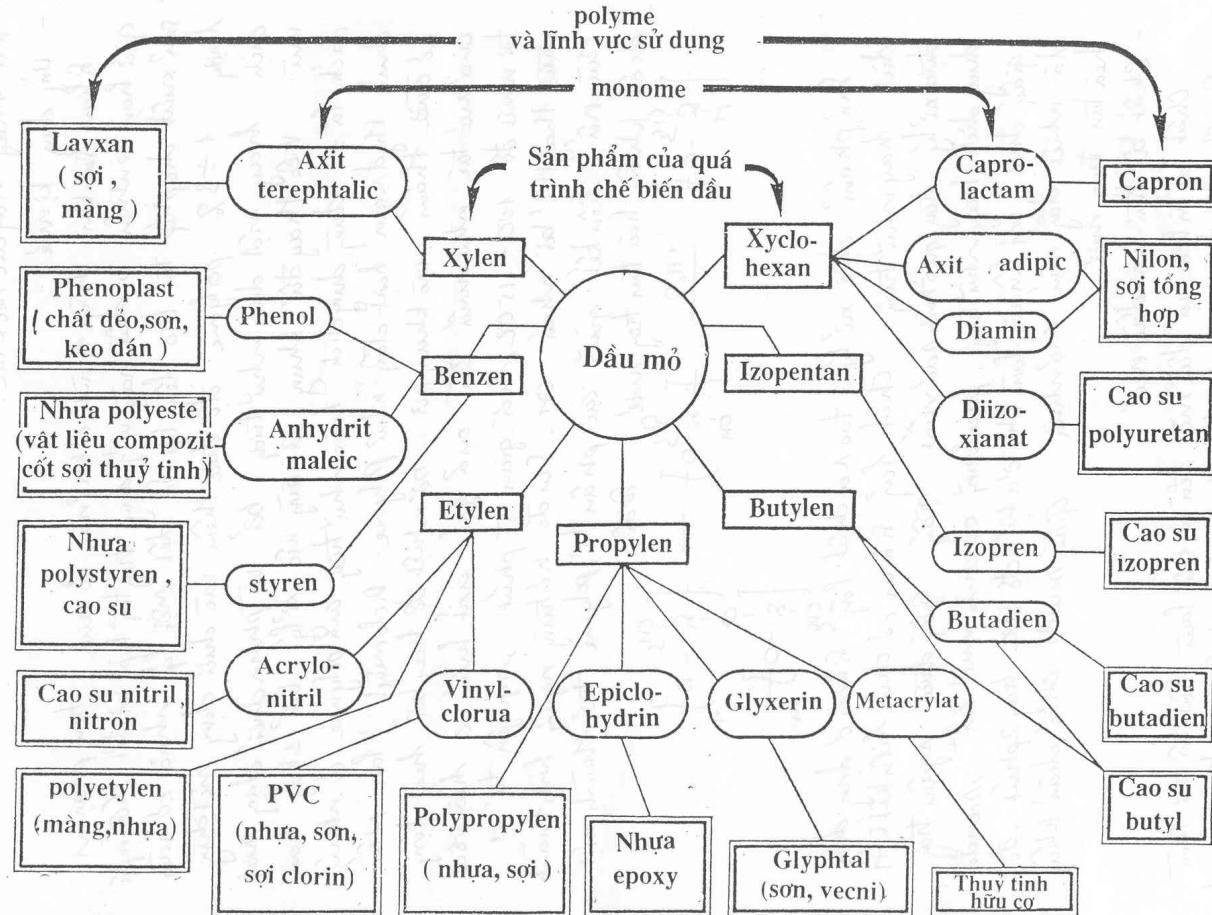 polyme
và lĩnh vực sử dụng
monome
Sản phẩm của quá
trình chế biến dầu
Lavxan
( sợi ,
màng )
Axit
terephtalic
Xylen
Xyclo-
hexan
Capro-
lactam
Capron
Axit adipic
Nilon,
sợi tổng
hợp
Diamin
Phenoplast
( chất dẻo,sơn,
keo dán )
Phenol
Benzen
Dầu mỏ
Izopentan
Nhựa polyeste
(vật liệu compozit
cốt sợi thuỷ tinh)
Anhydrit
maleic
Diizo-
xianat
Cao su
polyuretan
Etylen
Propylen
Butylen
Nhựa
polystyren ,
cao su
styren
Izopren
Cao su
izopren
Butadien
Cao su nitril,
nitron
Acrylo-
nitril
Vinyl-
clorua
Epiclo-
hydrin
Glyxerin
Metacrylat
Cao su
butadien
polyetylen
(màng,nhựa)
PVC
(nhựa, sơn,
sợi clorin)
Polypropylen
( nhựa, sợi )
Nhựa
epoxy
Glyphtal
(sơn, vecni)
Thuỷ tinh
hữu cơ
Cao su
butyl